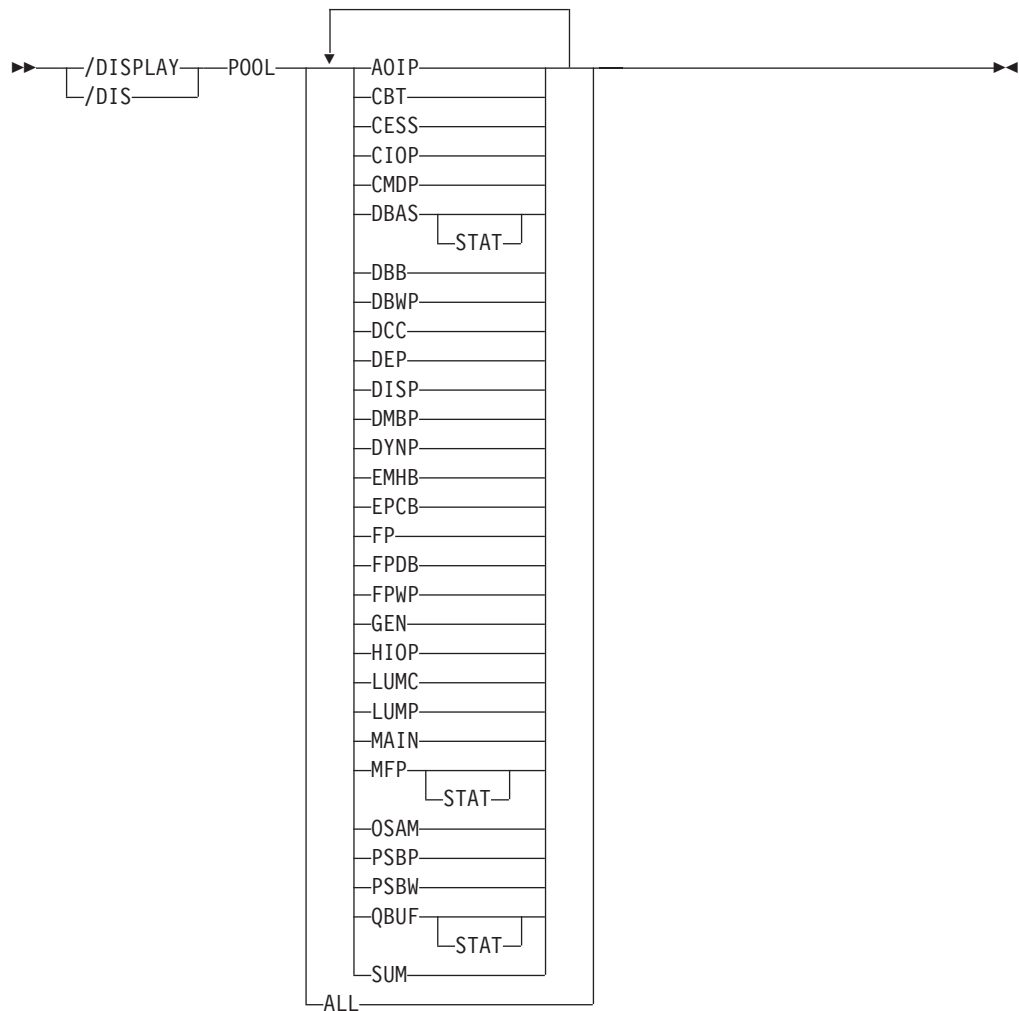 /DISPLAY POOL AOIP
/DIS CBT
CESS
CIOP
CMDP
DBAS
STAT
DBB
DBWP
DCC
DEP
DISP
DMBP
DYNP
EMHB
EPCB
FP
FPDB
FPWP
GEN
HIOP
LUMC
LUMP
MAIN
MFP
STAT
OSAM
PSBP
PSBW
QBUF
STAT
SUM
ALL